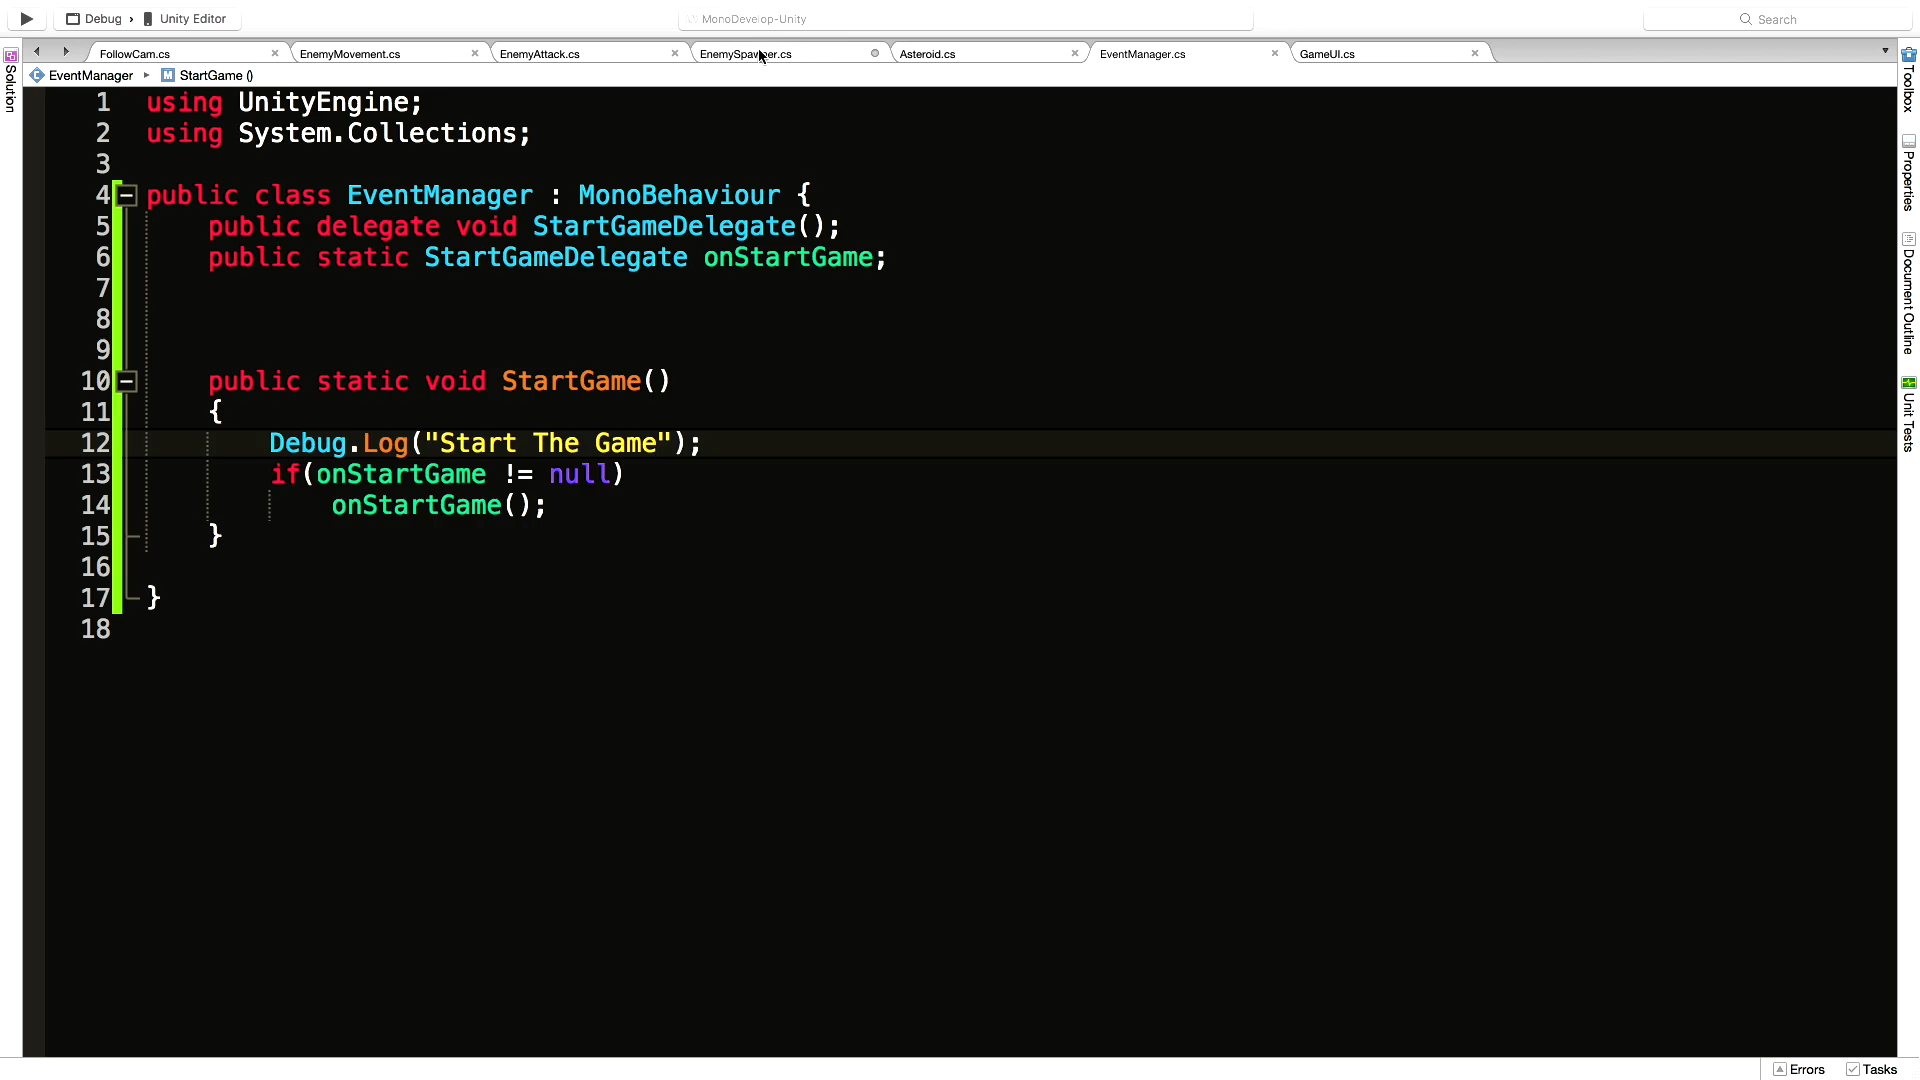 Debug › Unity Editor
MonoDevelop-Unity
Search
FollowCam.cs
EnemyMovement.cs
EnemyAttack.cs
EnemySpawner.cs
Asteroid.cs
EventManager.cs
GameUI.cs
EventManager
StartGame ()
Solution
Toolbox
Properties
Document Outline
Unit Tests
1 using UnityEngine;
2 using System.Collections;
3
4 public class EventManager : MonoBehaviour {
5 public delegate void StartGameDelegate();
6 public static StartGameDelegate onStartGame;
7
8
9
10 public static void StartGame()
11 {
12 Debug.Log("Start The Game");
13 if(onStartGame != null)
14 onStartGame();
15 }
16
17 }
18
Errors
Tasks